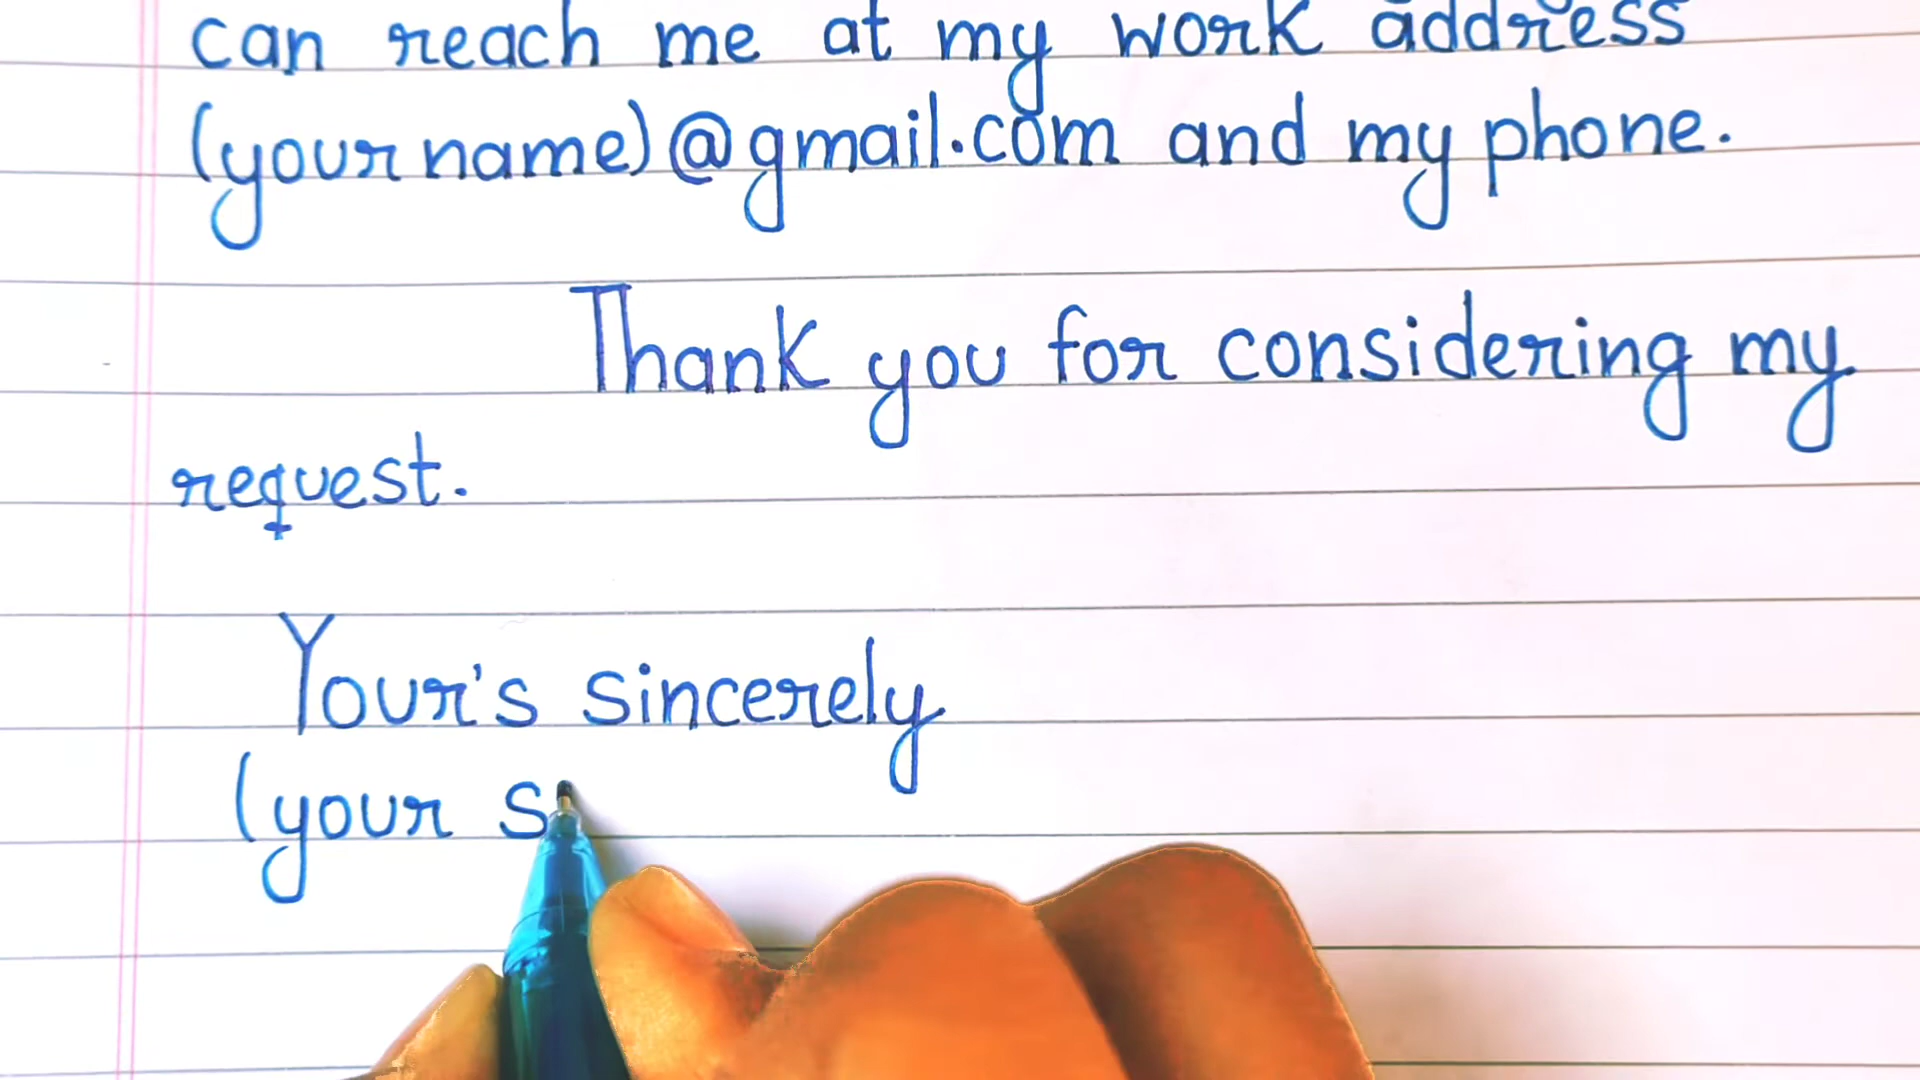 can reach me at my work address
(your name)@gmail.com and my phone.
Thank you for considering my
request.
Your's sincerely
(your s